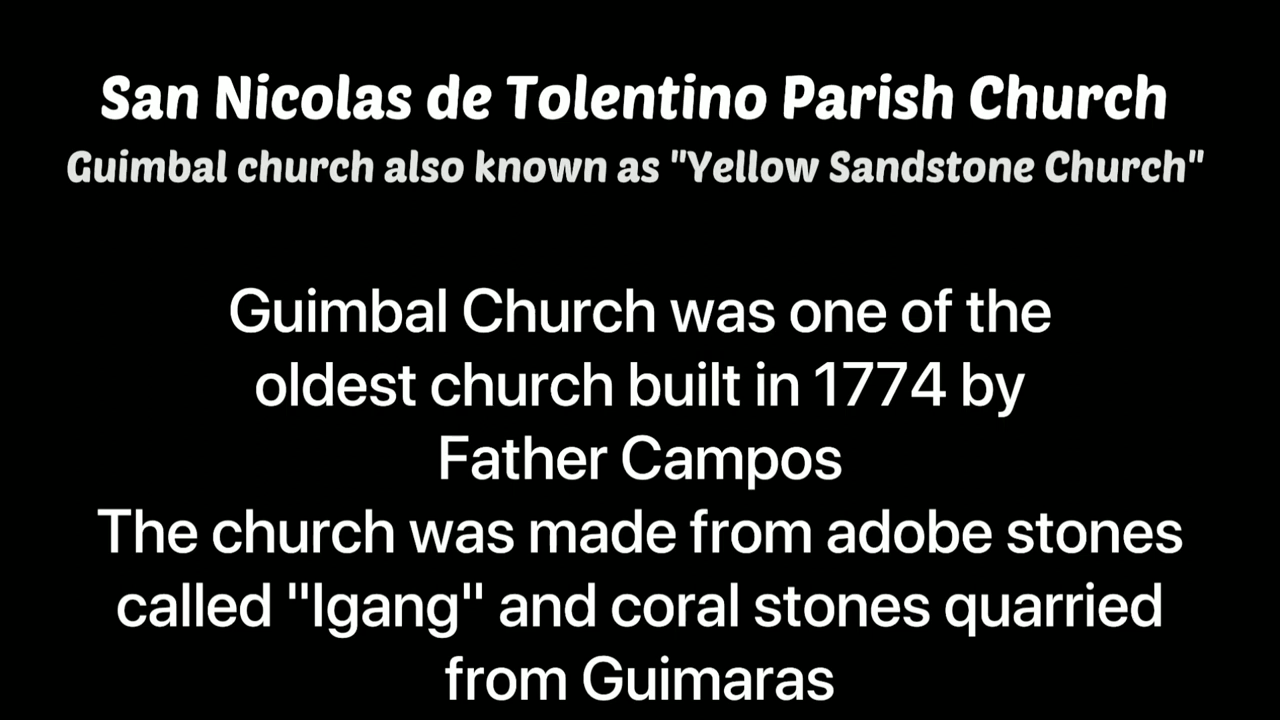 San Nicolas de Tolentino Parish Church
Guimbal church also known as "Yellow Sandstone Church"
Guimbal Church was one of the
oldest church built in 1774 by
Father Campos
The church was made from adobe stones
called "Igang" and coral stones quarried
from Guimaras